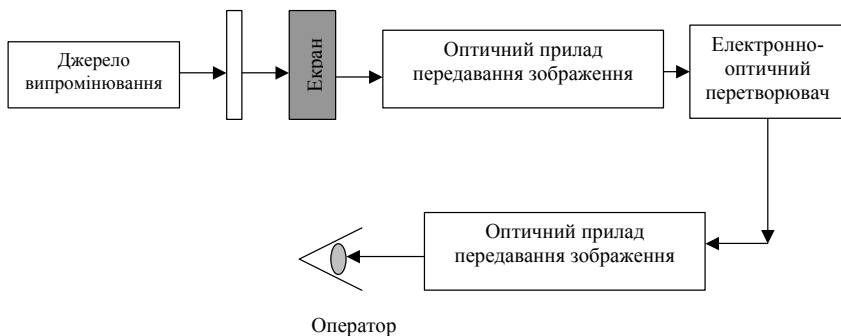 Джерело
випромінювання
Екран
Оптичний прилад
передавання зображення
Електронно-
оптичний
перетворювач
Оптичний прилад
передавання зображення
Оператор